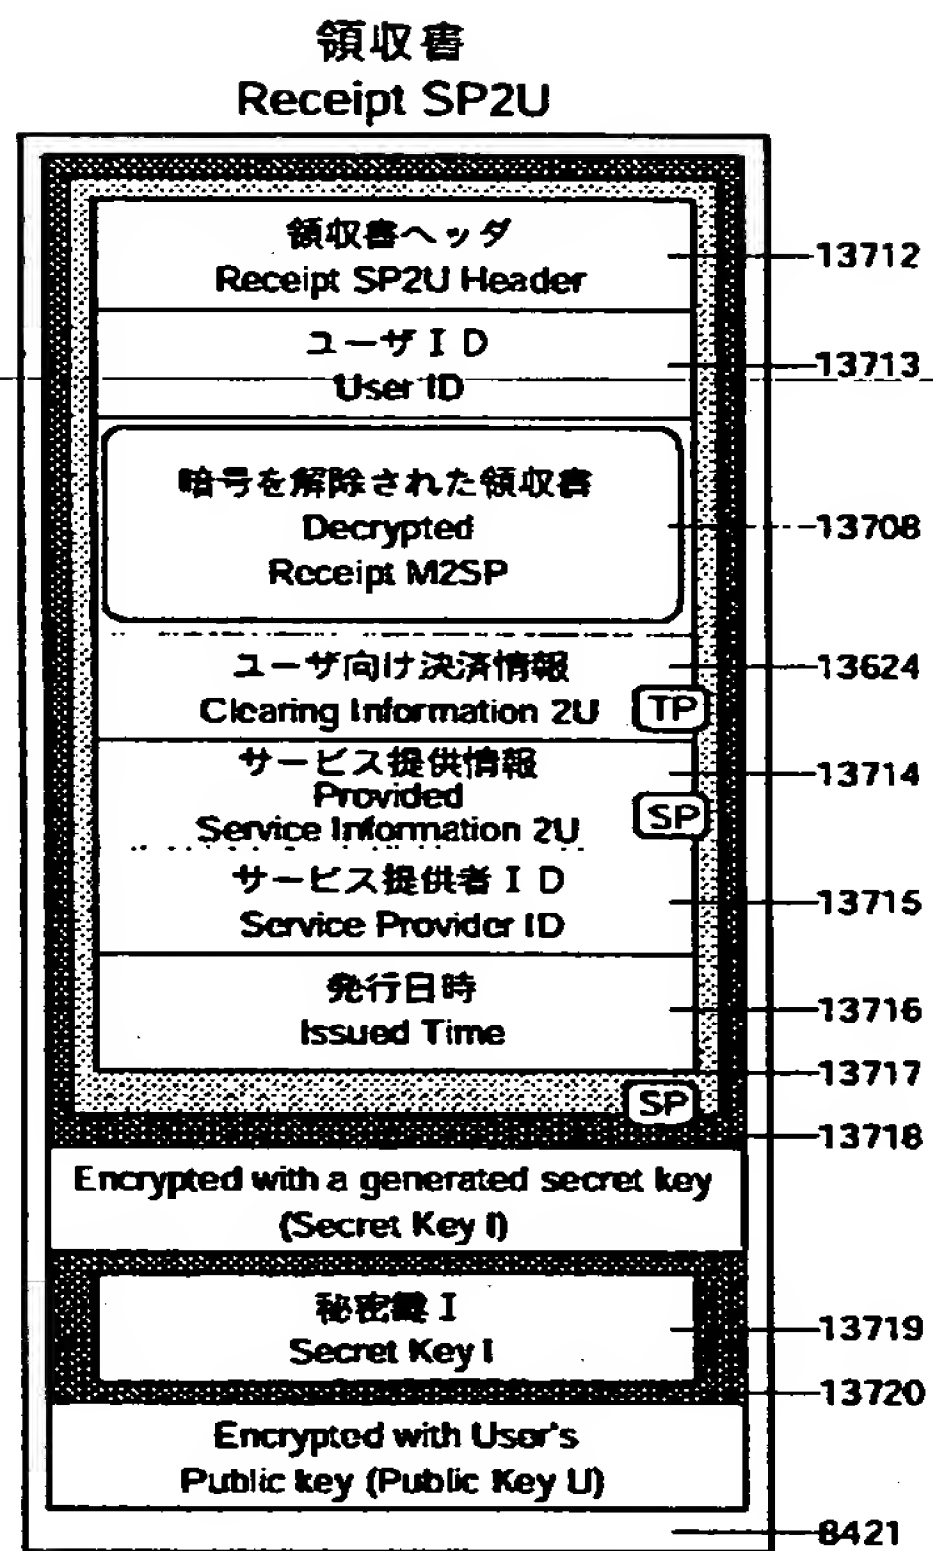 領収書
Receipt SP2U
領収書ヘッダ
Receipt SP2U Header
13712
ユーザID
User ID
13713
暗号を解除された領収書
Decrypted
Receipt M2SP
13708
ユーザ向け決済情報
Clearing Information 2U
TP
13624
サービス提供情報
Provided
Service Information 2U
SP
13714
サービス提供者ID
Service Provider ID
13715
発行日時
Issued Time
13716
13717
SP
13718
Encrypted with a generated secret key
(Secret Key I)
秘密鍵I
Secret Key I
13719
13720
Encrypted with User's
Public key (Public Key U)
8421